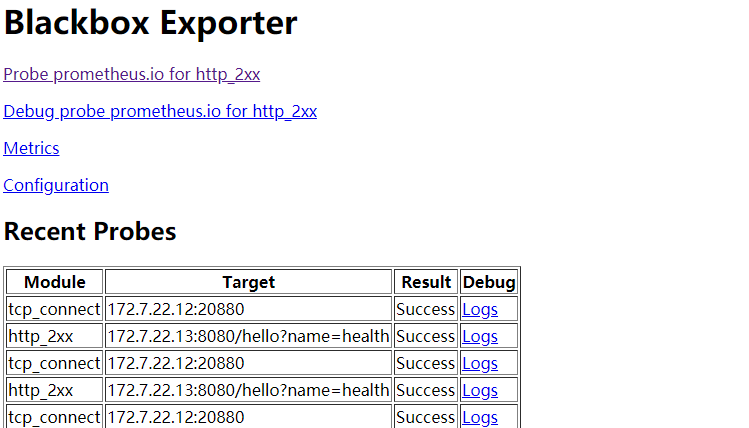 Blackbox Exporter
Probe prometheus.io for http_2xx
Debug probe prometheus.io for http_2xx
Metrics
Configuration
Recent Probes
Module Target Result Debug
tcp_connect 172.7.22.12:20880 Success Logs
http_2xx 172.7.22.13:8080/hello?name=health Success Logs
tcp_connect 172.7.22.12:20880 Success Logs
http_2xx 172.7.22.13:8080/hello?name=health Success Logs
tcp_connect 172.7.22.12:20880 Success Logs